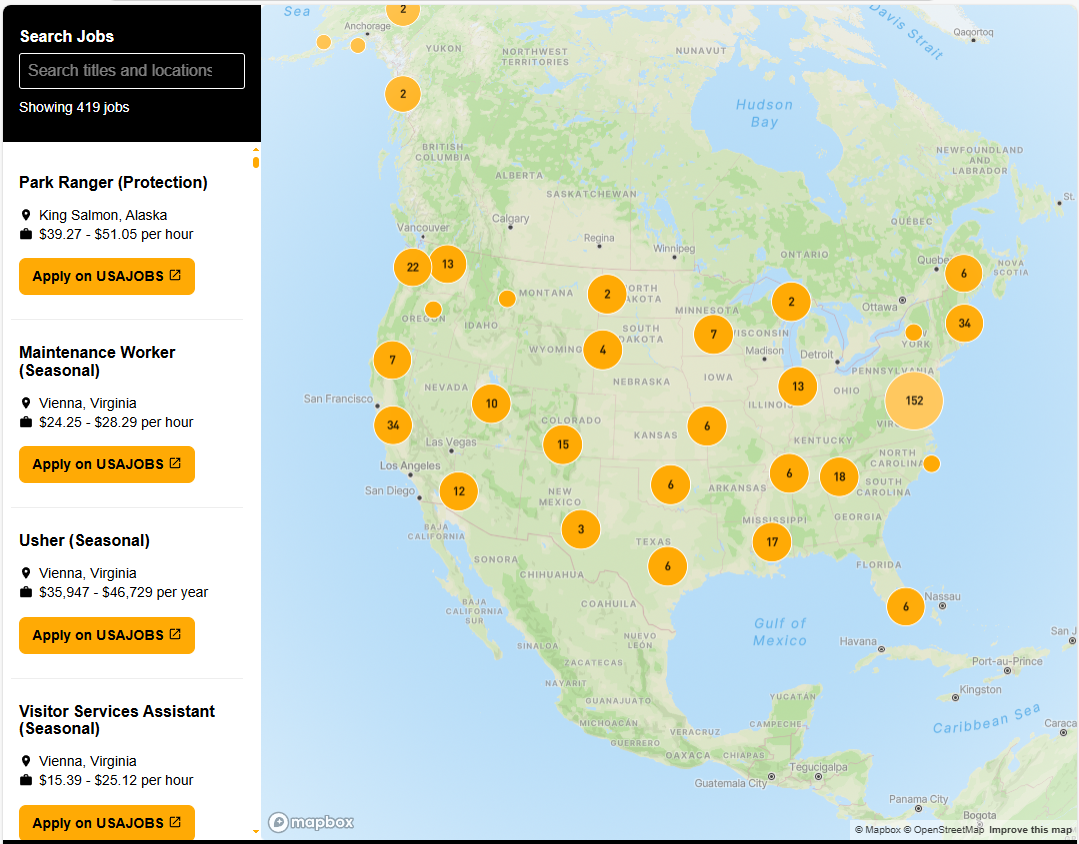 Search Jobs
Search titles and locations
Showing 419 jobs
Park Ranger (Protection)
King Salmon, Alaska
$39.27 - $51.05 per hour
Apply on USAJOBS
Maintenance Worker
(Seasonal)
Vienna, Virginia
$24.25 - $28.29 per hour
Apply on USAJOBS
Usher (Seasonal)
Vienna, Virginia
$35,947 - $46,729 per year
Apply on USAJOBS
Visitor Services Assistant
(Seasonal)
Vienna, Virginia
$15.39 - $25.12 per hour
Apply on USAJOBS
Sea
2
Anchorage
Davis Strait
Qaqortoq
YUKON
NORTHWEST
TERRITORIES
NUNAVUT
2
Hudson
Bay
BRITISH
COLUMBIA
NEWFOUNDLAND
AND
LABRADOR
ALBERTA
SASKATCHEWAN
St.
Calgary
QUÉBEC
Vancouver
Regina
Winnipeg
ONTARIO
Quebe
NOVA
SCOTIA
22
13
6
MONTANA
2
ORTH
AKOTA
2
Ottawa
OREGON
IDAHO
MINNESOTA
34
SOUTH
DAKOTA
7
WISCONSIN
W
YORK
WYOMING
4
Madison
Detroit
7
PENNSYLVANIA
NEVADA
NEBRASKA
IOWA
13
OHIO
San Francisco
10
ILLINOI
152
34
COLORADO
KANSAS
6
VIR
Las Vegas
15
KENTUCKY
Los Angeles
NORTH
CAROLINA
San Diego
12
NEW
MEXICO
6
ARKANSAS
6
18
SOUTH
CAROLINA
BAJA
CALIFORNIA
3
TEXAS
MISSISSIPPI
GEORGIA
17
SONORA
CHIHUAHUA
6
FLORIDA
BAJA
CALIFORNIA
SUR
COAHUILA
6
Nassau
Gulf of
Mexico
NUEVO
LEÓN
SINALOA
Havana
San J
ZACATECAS
Port-au-Prince
NAYARIT
Kingston
GUANAJUATO
YUCATÁN
MICHOACÁN
CAMPECHE
Caribbean Sea
GUERRERO
VERACRUZ
Caraca
OAXACA
CHIAPAS
Tegucigalpa
Guatemala City
Panama City
Bogota
mapbox
© Mapbox © OpenStreetMap Improve this map